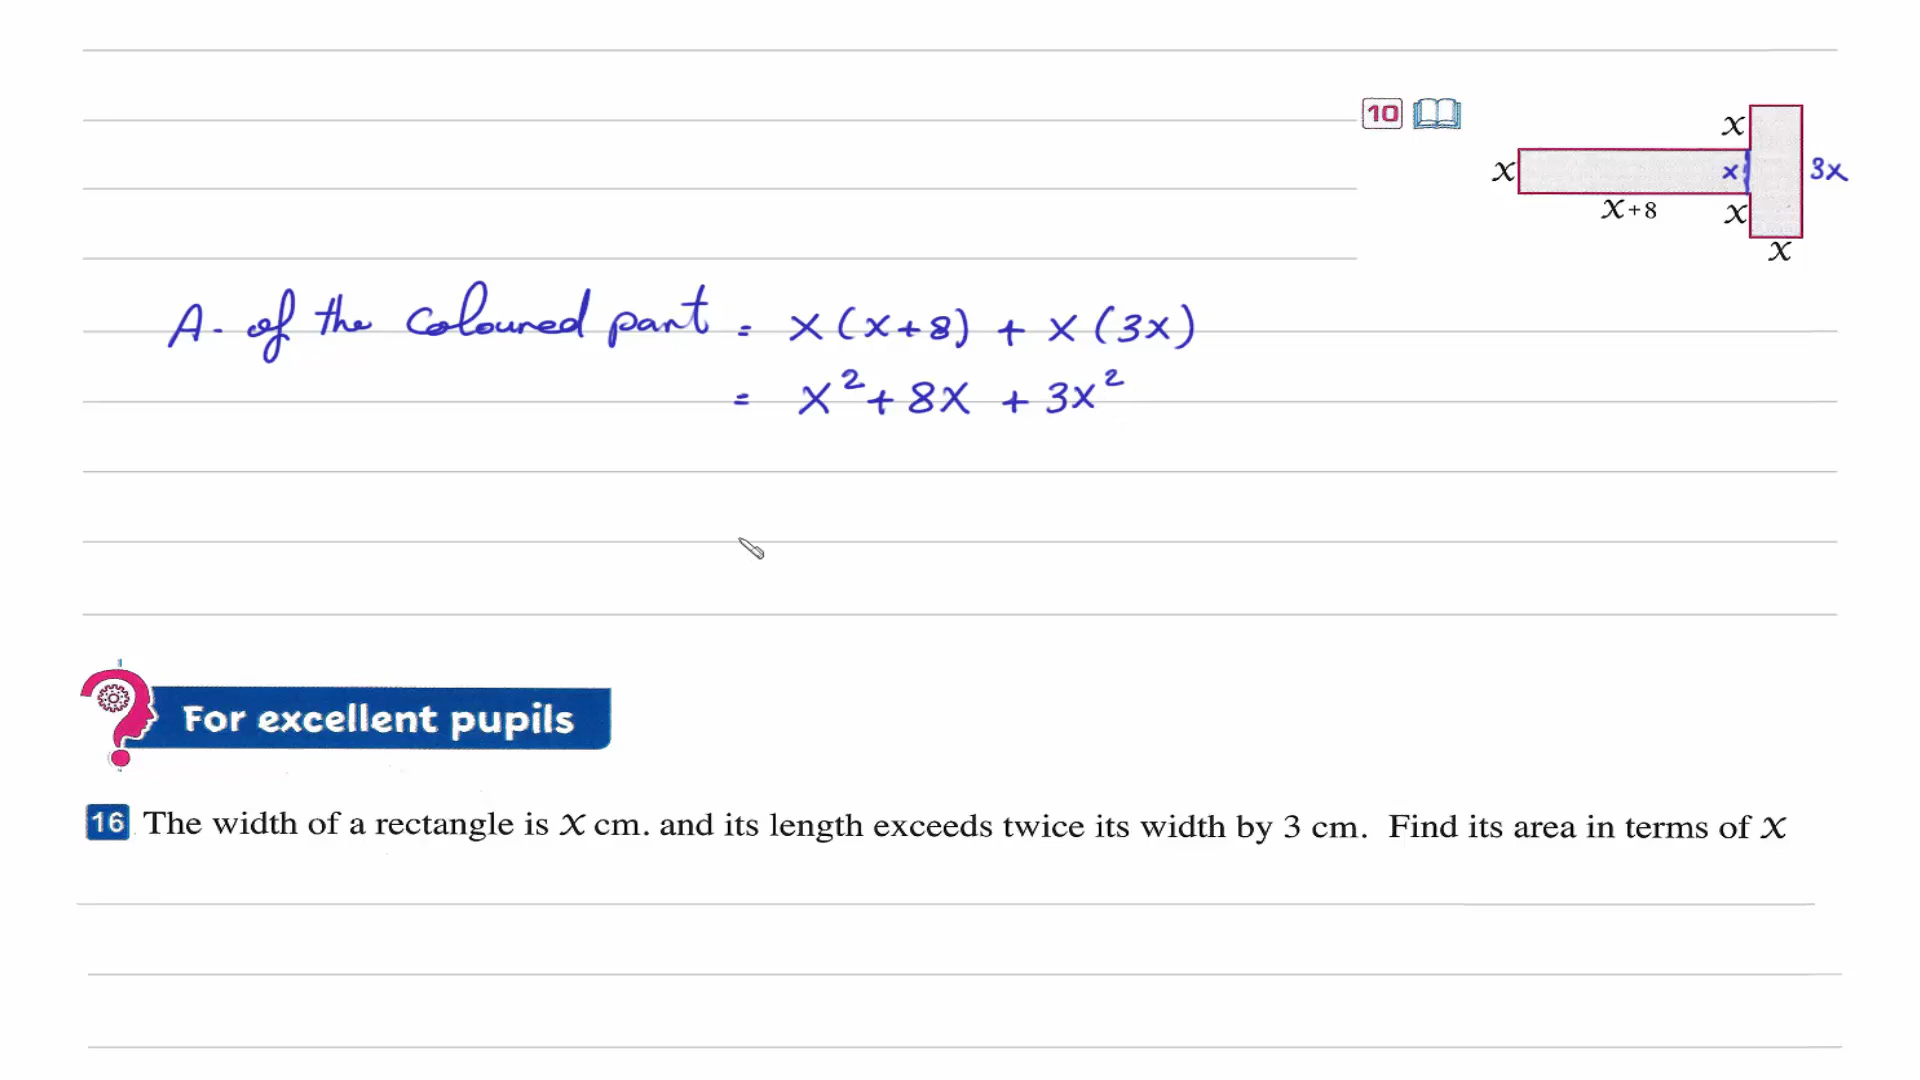 10
x
x
x
3x
x+8
x
x
A. of the coloured part = x(x+8) + x(3x)
= x² + 8x + 3x²
For excellent pupils
16 The width of a rectangle is x cm. and its length exceeds twice its width by 3 cm. Find its area in terms of x